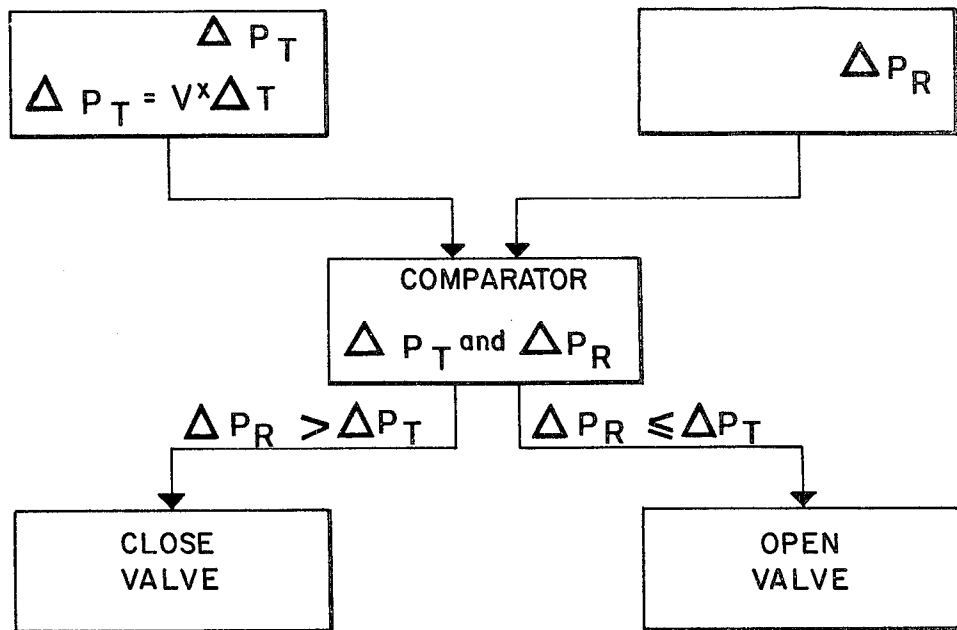 Δ P_T
Δ P_T = V^x Δ T
Δ P_R
COMPARATOR
Δ P_T and Δ P_R
Δ P_R > Δ P_T
Δ P_R ⩽ Δ P_T
CLOSE
VALVE
OPEN
VALVE